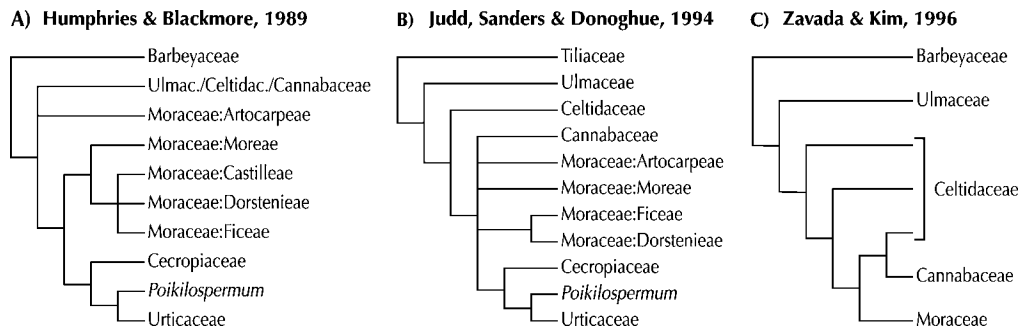 A) Humphries & Blackmore, 1989
Barbeyaceae
Ulmac./Celtidac./Cannabaceae
Moraceae:Artocarpeae
Moraceae:Moreae
Moraceae:Castilleae
Moraceae:Dorstenieae
Moraceae:Ficeae
Cecropiaceae
Poikilospermum
Urticaceae
B) Judd, Sanders & Donoghue, 1994
Tiliaceae
Ulmaceae
Celtidaceae
Cannabaceae
Moraceae:Artocarpeae
Moraceae:Moreae
Moraceae:Ficeae
Moraceae:Dorstenieae
Cecropiaceae
Poikilospermum
Urticaceae
C) Zavada & Kim, 1996
Barbeyaceae
Ulmaceae
Celtidaceae
Cannabaceae
Moraceae